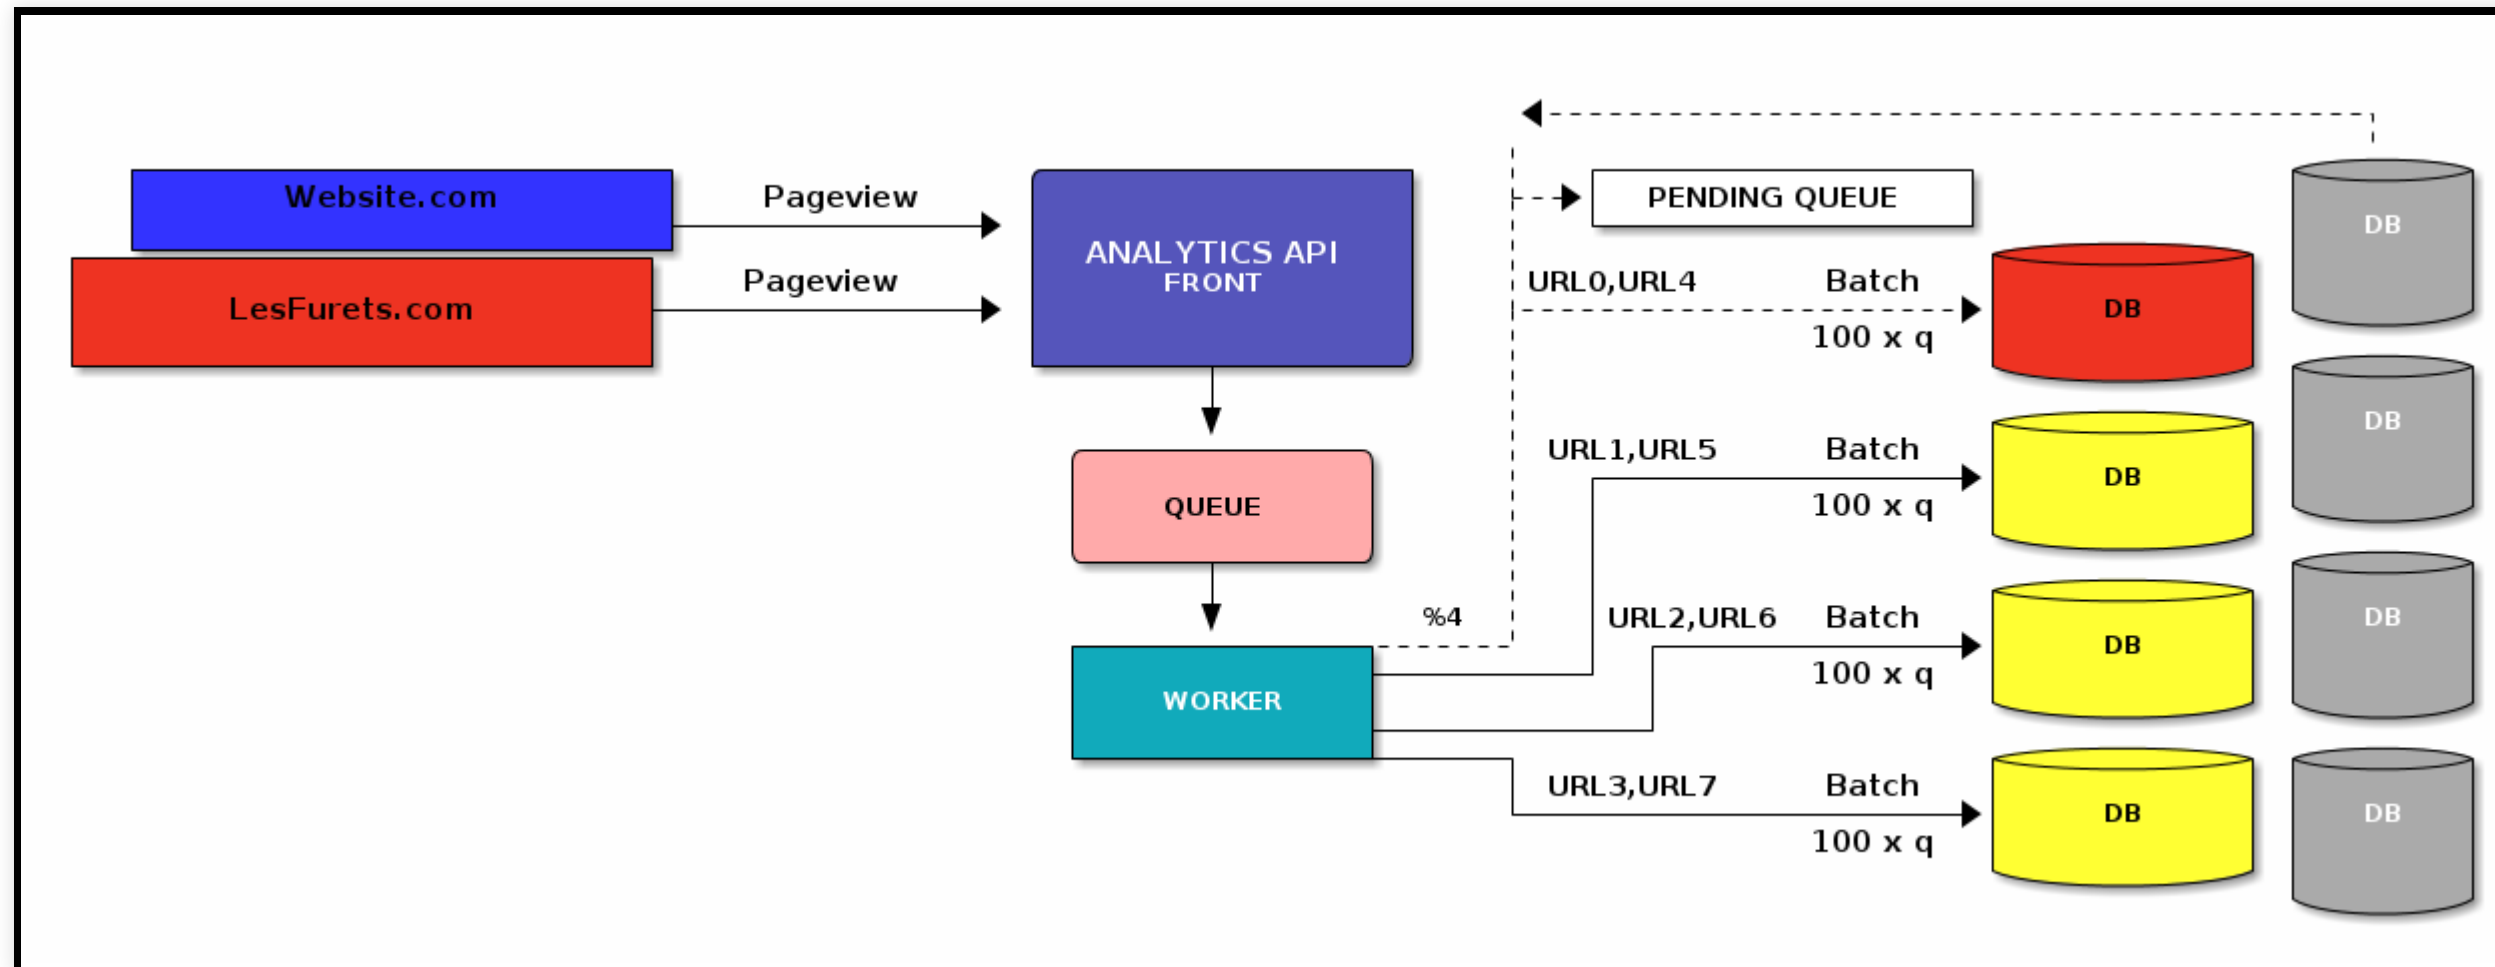 Website.com
Pageview
LesFurets.com
Pageview
ANALYTICS API
FRONT
QUEUE
WORKER
%4
PENDING QUEUE
URL0,URL4
Batch
100 x q
DB
URL1,URL5
Batch
100 x q
DB
URL2,URL6
Batch
100 x q
DB
URL3,URL7
Batch
100 x q
DB
DB
DB
DB
DB